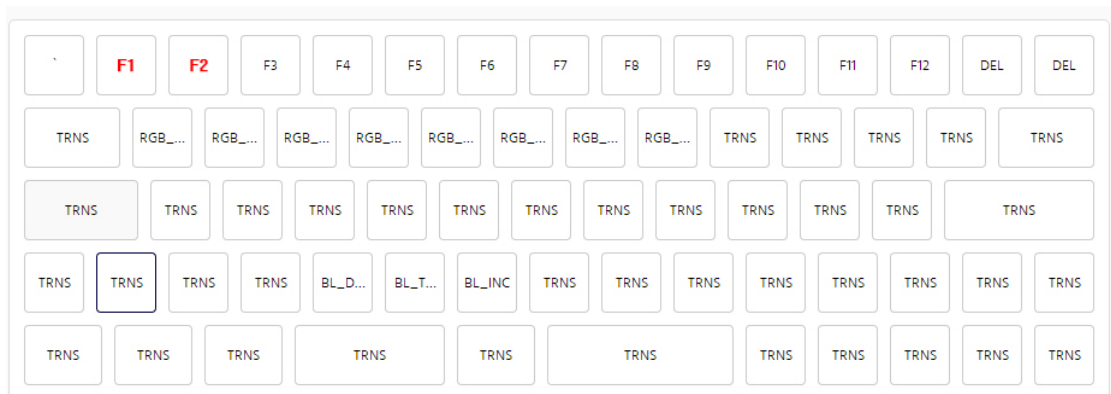 ` F1 F2 F3 F4 F5 F6 F7 F8 F9 F10 F11 F12 DEL DEL
TRNS RGB_... RGB_... RGB_... RGB_... RGB_... RGB_... RGB_... RGB_... TRNS TRNS TRNS TRNS TRNS
TRNS TRNS TRNS TRNS TRNS TRNS TRNS TRNS TRNS TRNS TRNS TRNS TRNS
TRNS TRNS TRNS TRNS BL_D... BL_T... BL_INC TRNS TRNS TRNS TRNS TRNS TRNS TRNS TRNS
TRNS TRNS TRNS TRNS TRNS TRNS TRNS TRNS TRNS TRNS TRNS